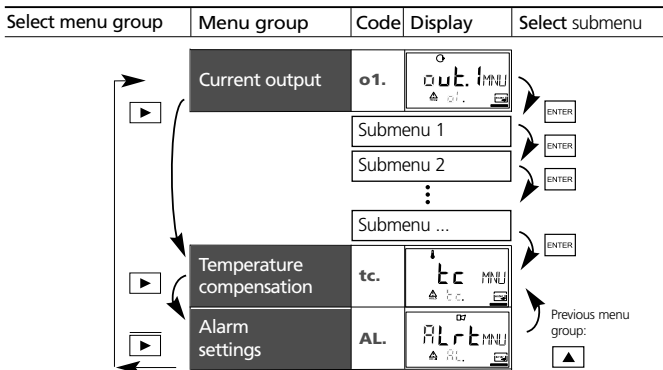 Select menu group Menu group Code Display Select submenu
Current output o1. out.1 MNU
o1.
ENTER
Submenu 1
ENTER
Submenu 2
ENTER
Submenu ...
ENTER
Temperature
compensation
tc. tc MNU
tc.
Alarm
settings
AL. ALrt MNU
AL.
Previous menu
group: